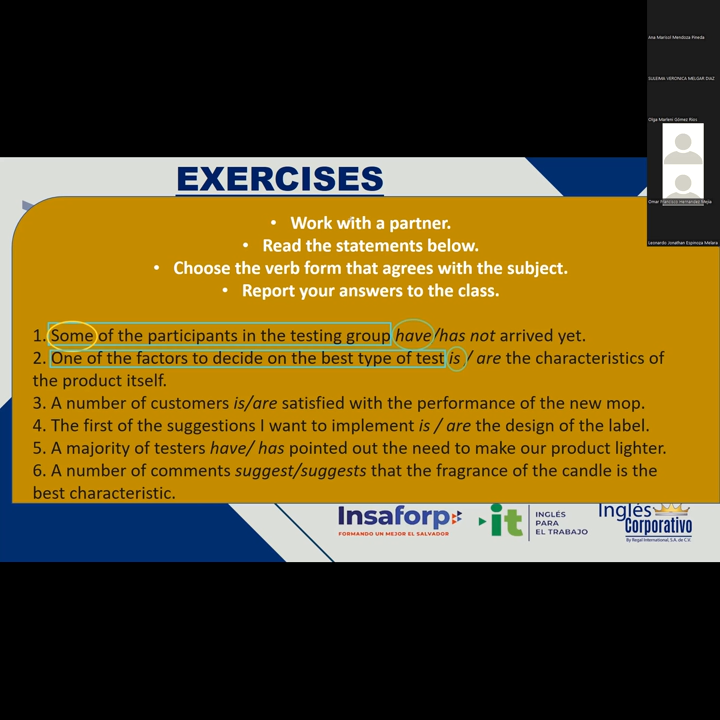 EXERCISES
• Work with a partner.
• Read the statements below.
• Choose the verb form that agrees with the subject.
• Report your answers to the class.
1. Some of the participants in the testing group have/has not arrived yet.
2. One of the factors to decide on the best type of test is / are the characteristics of
the product itself.
3. A number of customers is/are satisfied with the performance of the new mop.
4. The first of the suggestions I want to implement is / are the design of the label.
5. A majority of testers have/ has pointed out the need to make our product lighter.
6. A number of comments suggest/suggests that the fragrance of the candle is the
best characteristic.
Insaforp
FORMANDO UN MEJOR EL SALVADOR
it
INGLÉS
PARA
EL TRABAJO
Inglés
Corporativo
By Regal International, S.A. de C.V.
Ana Marisol Mendoza Pineda
SULEIMA VERONICA MELGAR DIAZ
Olga Marleni Gómez Rios
Omar Francisco Hernandez Mejia
Leonardo Jonathan Espinoza Melara